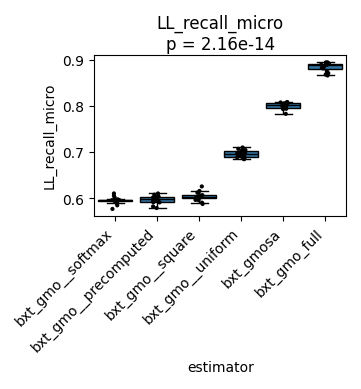 LL_recall_micro
p = 2.16e-14
LL_recall_micro
0.9
0.8
0.7
0.6
bxt_gmo__softmax
bxt_gmo__precomputed
bxt_gmo__square
bxt_gmo__uniform
bxt_gmosa
bxt_gmo_full
estimator